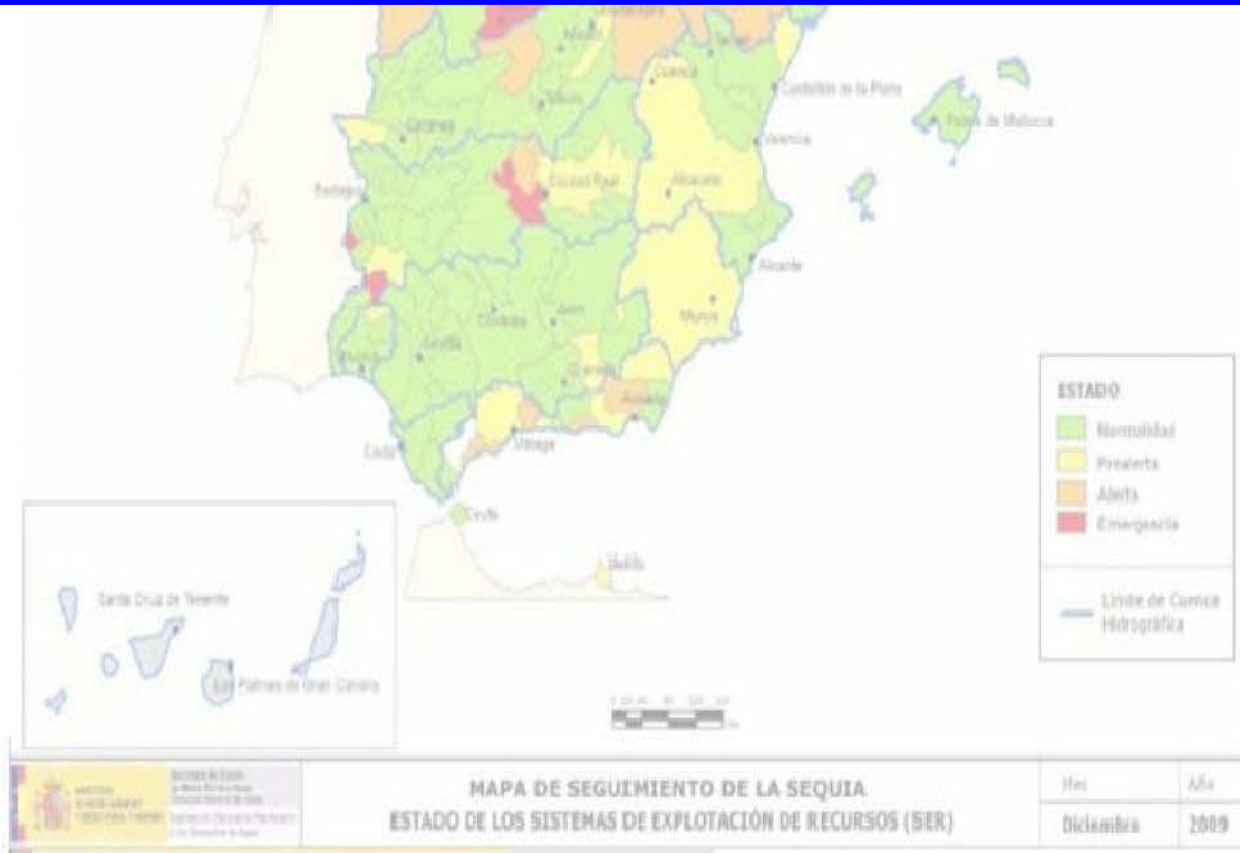 Madrid
Teruel
Cuenca
Castellón de la Plana
Toledo
Palma de Mallorca
Cáceres
Valencia
Badajoz
Ciudad Real
Albacete
Alicante
Murcia
Córdoba
Jaén
Sevilla
Huelva
Granada
Almería
Cádiz
Málaga
Ceuta
Melilla
ESTADO
Normalidad
Prealerta
Alerta
Emergencia
Límite de Cuenca
Hidrográfica
Santa Cruz de Tenerife
Las Palmas de Gran Canaria
MAPA DE SEGUIMIENTO DE LA SEQUIA
ESTADO DE LOS SISTEMAS DE EXPLOTACIÓN DE RECURSOS (SER)
Mes
Año
Diciembre
2009